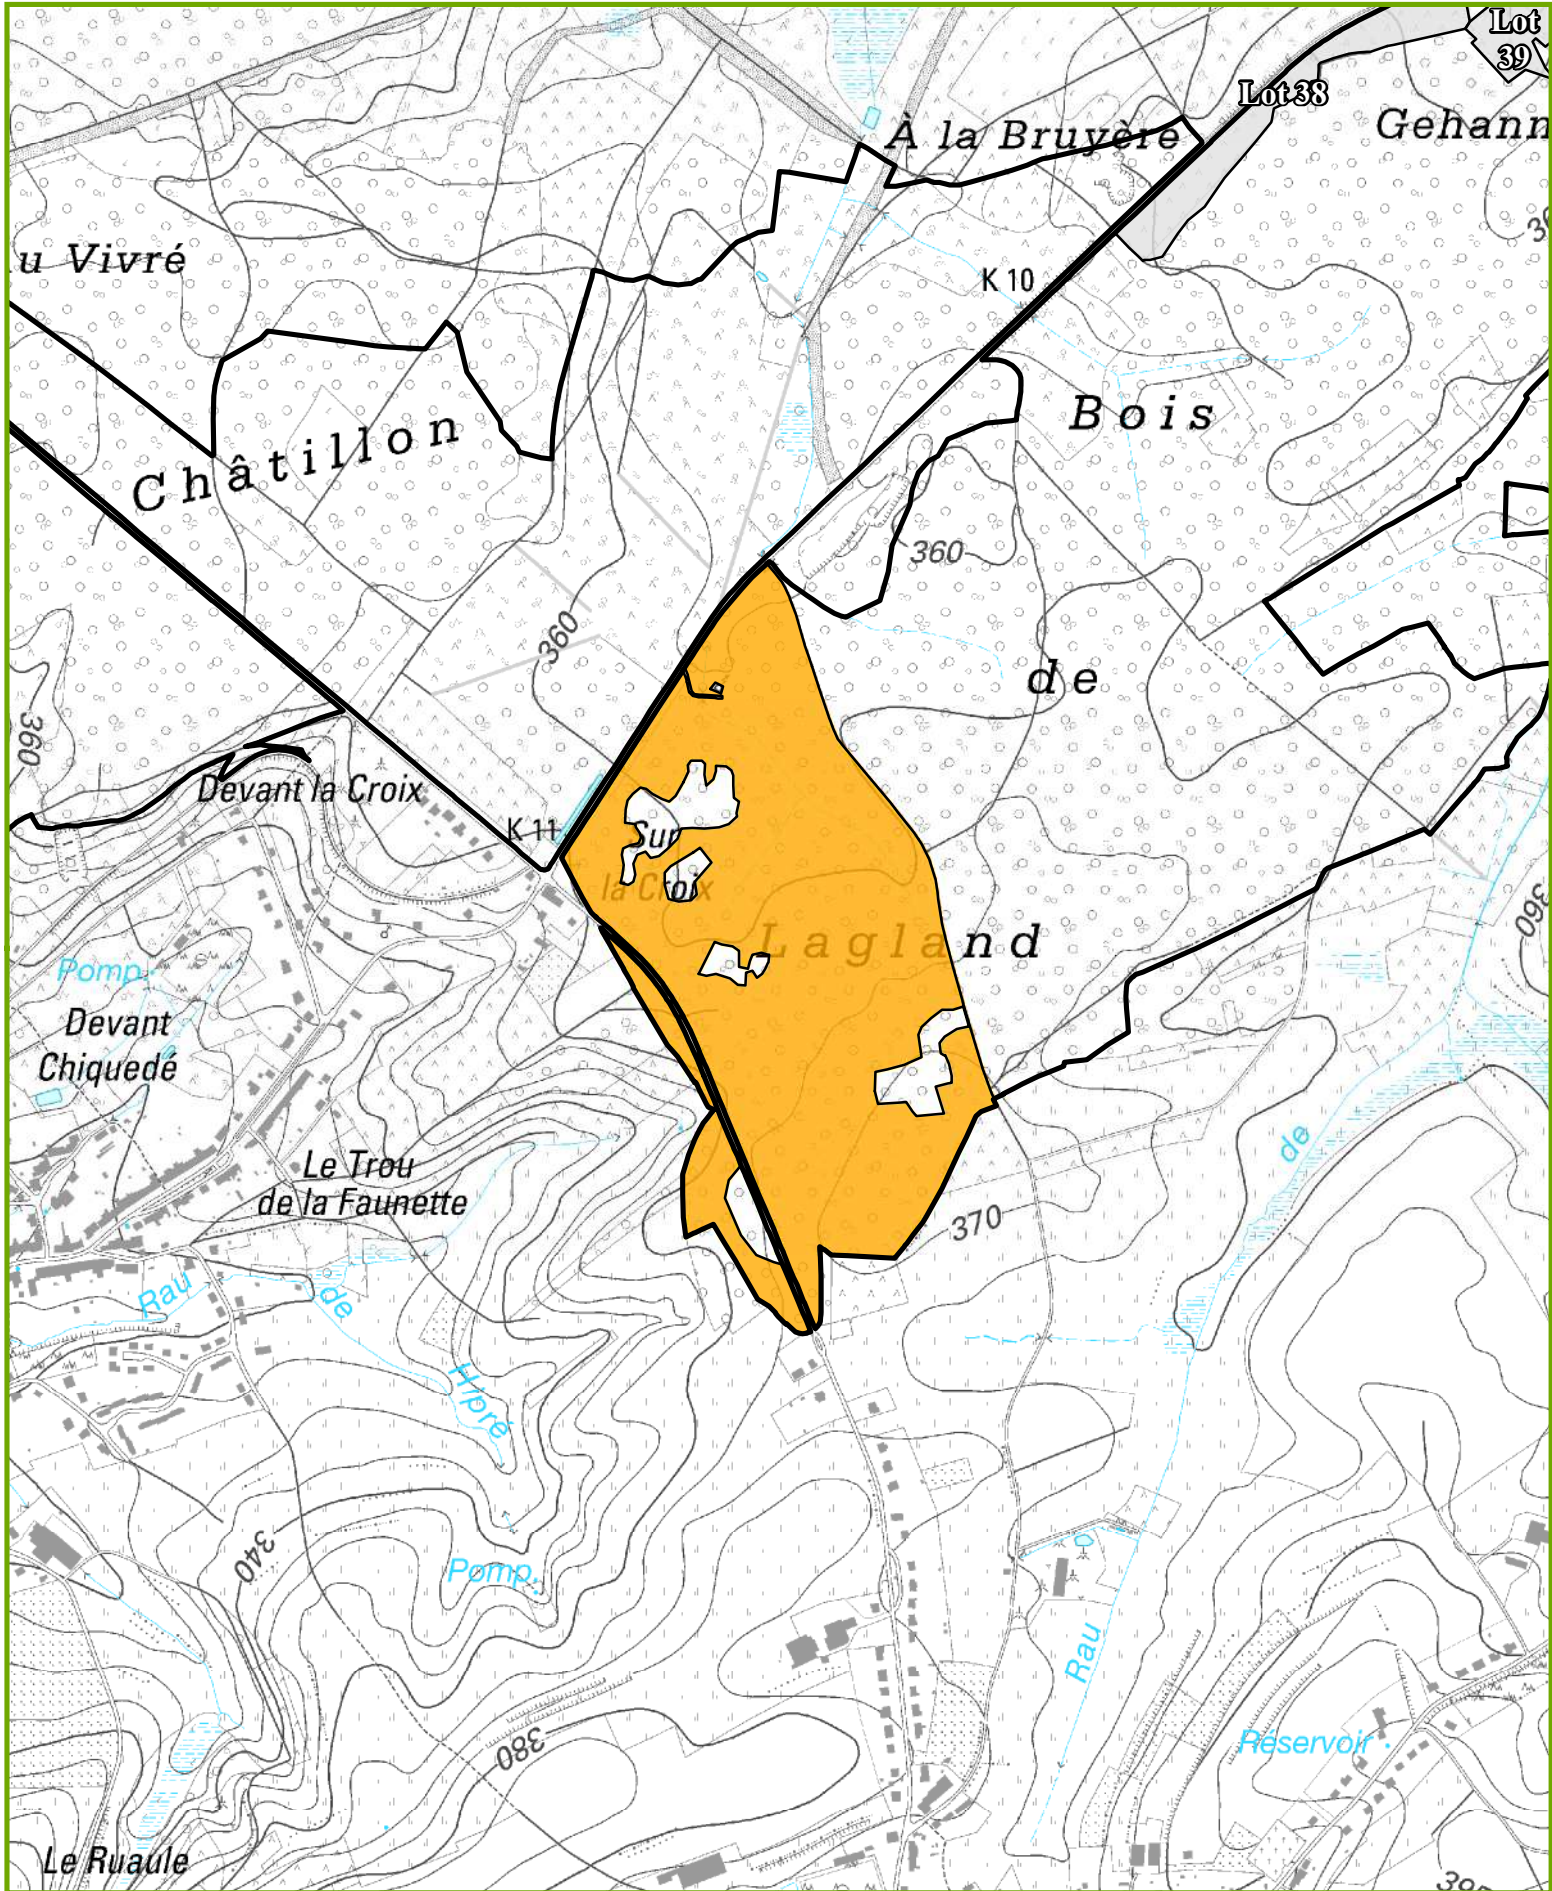 Lot
39
Lot 38
À la Bruyère
Gehann
u Vivré
K 10
Châtillon
Bois
360
360
de
360
Devant la Croix
K 11
Sur
la Croix
Lagland
360
Pomp.
Devant
Chiquedé
de
Le Trou
de la Faunette
370
Rau
de
Hipré
340
Pomp.
Rau
380
Réservoir
Le Ruaule